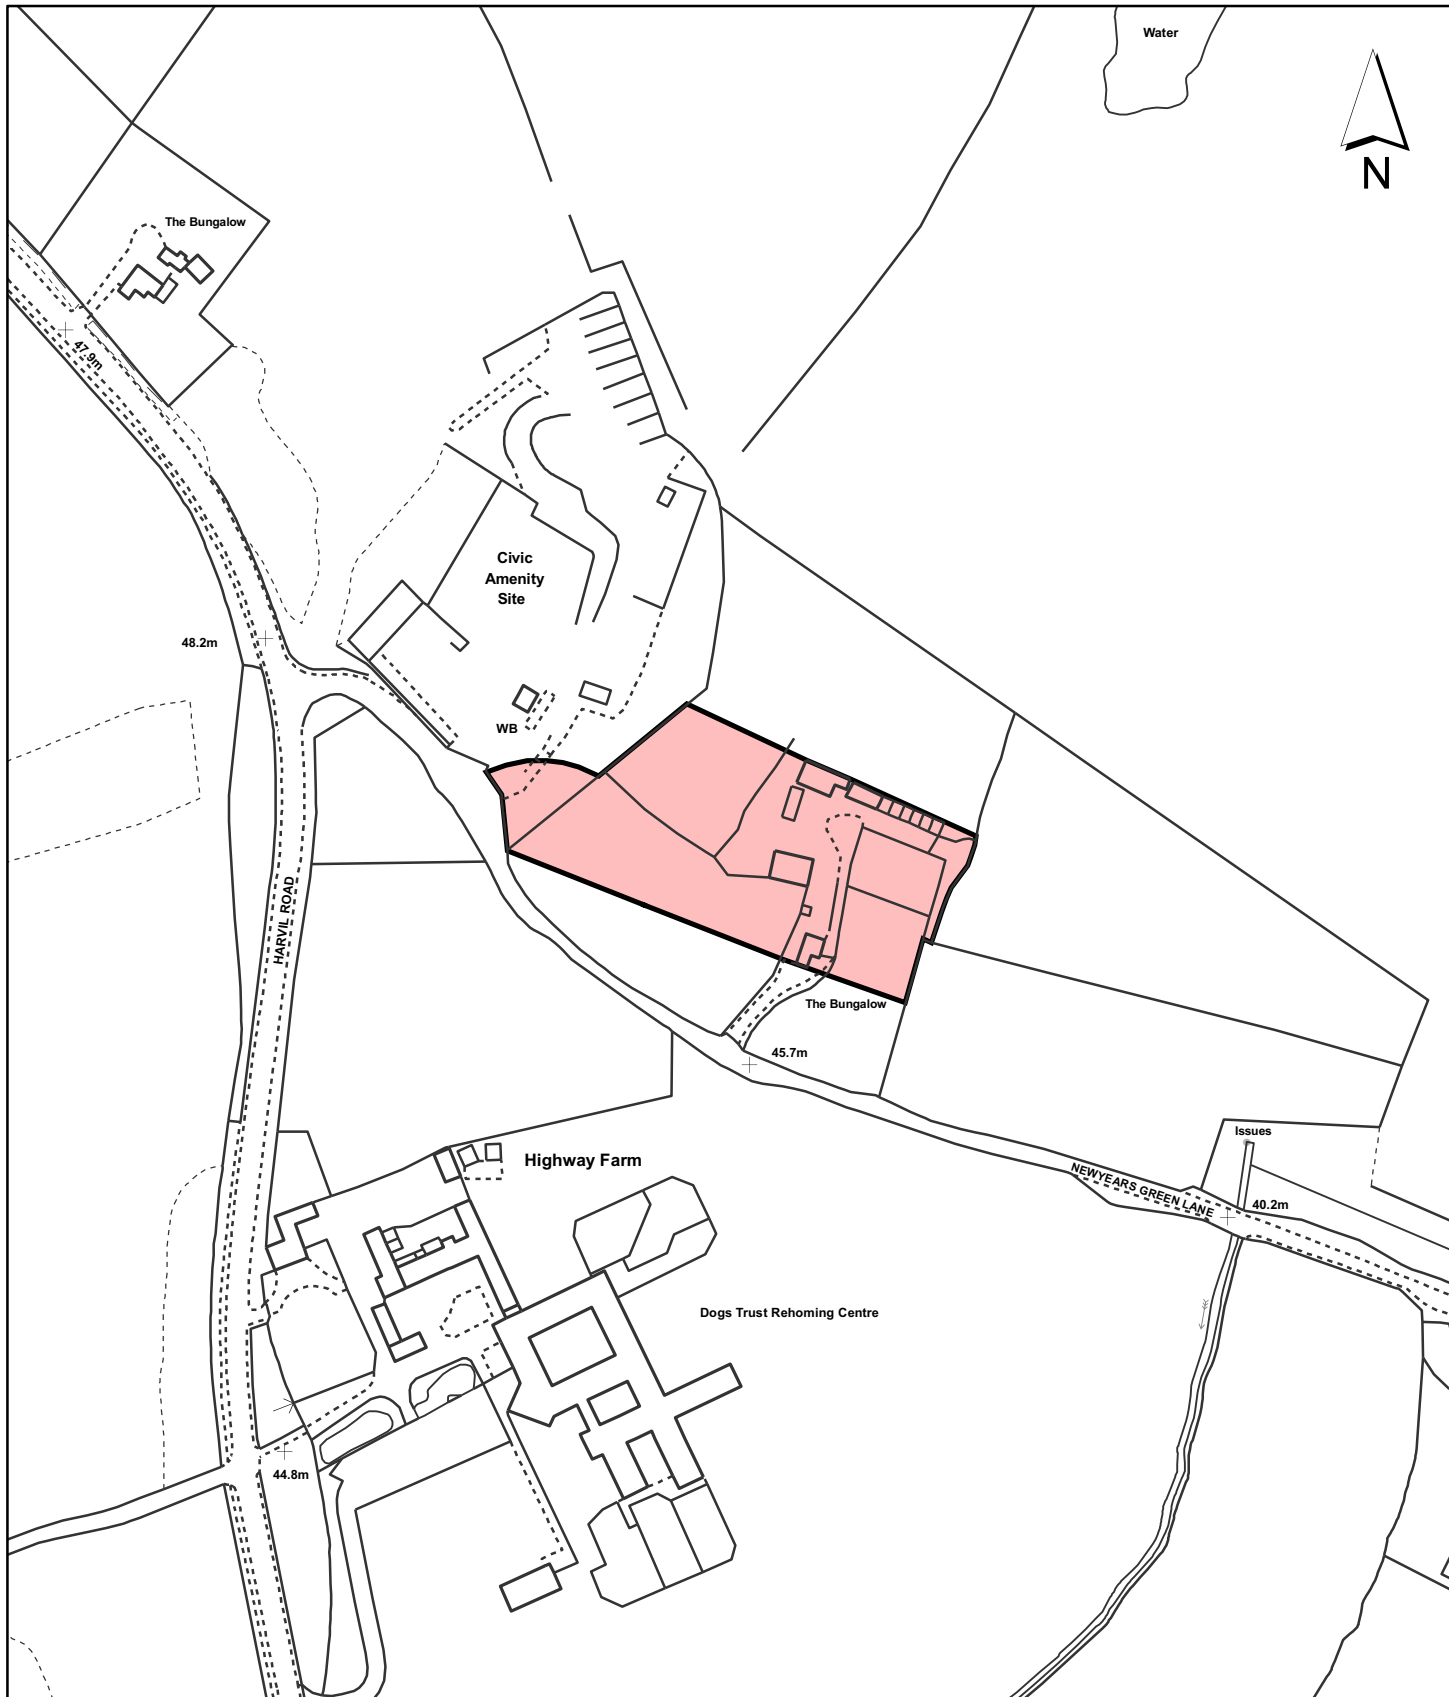 Water
N
The Bungalow
47.9m
Civic
Amenity
Site
48.2m
WB
HARVIL ROAD
The Bungalow
45.7m
Issues
Highway Farm
NEWYEARS GREEN LANE
40.2m
Dogs Trust Rehoming Centre
44.8m